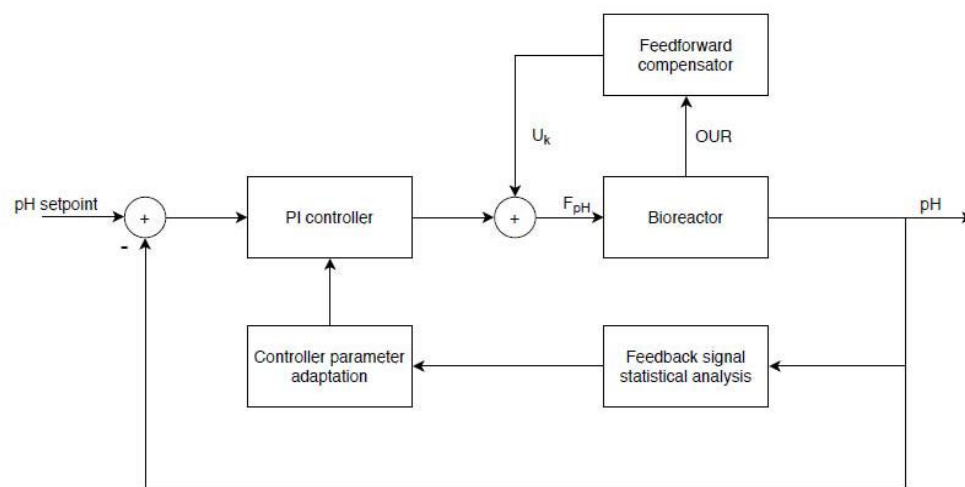 Feedforward
compensator
U_k
OUR
pH setpoint
+
-
PI controller
+
F_pH
Bioreactor
pH
Controller parameter
adaptation
Feedback signal
statistical analysis